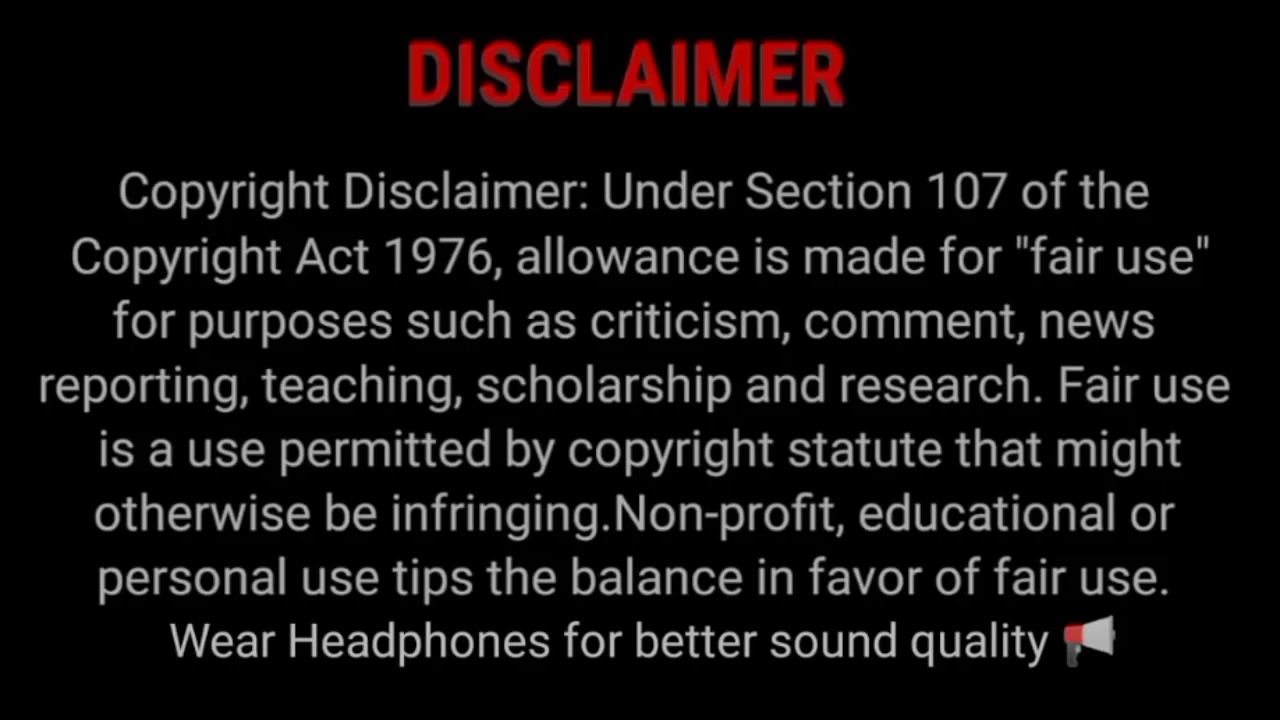 DISCLAIMER
Copyright Disclaimer: Under Section 107 of the
Copyright Act 1976, allowance is made for "fair use"
for purposes such as criticism, comment, news
reporting, teaching, scholarship and research. Fair use
is a use permitted by copyright statute that might
otherwise be infringing.Non-profit, educational or
personal use tips the balance in favor of fair use.
Wear Headphones for better sound quality 📢